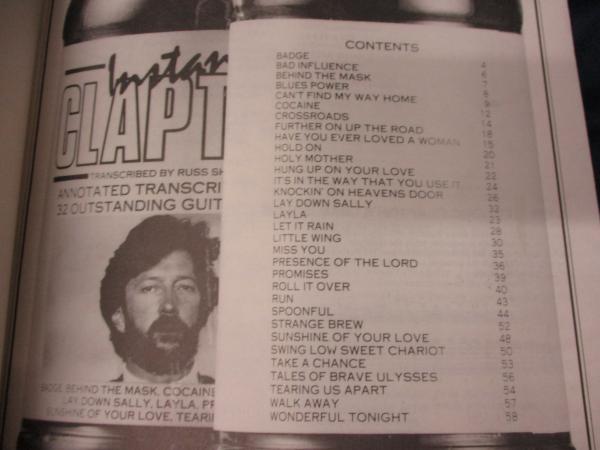 Instan
CLAPT
TRANSCRIBED BY RUSS SH
ANNOTATED TRANSCRI
32 OUTSTANDING GUIT
BADGE, BEHIND THE MASK, COCAINE
LAY DOWN SALLY, LAYLA, PR
SUNSHINE OF YOUR LOVE, TEARIN
CONTENTS
BADGE 4
BAD INFLUENCE 6
BEHIND THE MASK 7
BLUES POWER 8
CAN'T FIND MY WAY HOME 9
COCAINE 12
CROSSROADS 14
FURTHER ON UP THE ROAD 18
HAVE YOU EVER LOVED A WOMAN 15
HOLD ON 20
HOLY MOTHER 21
HUNG UP ON YOUR LOVE 22
IT'S IN THE WAY THAT YOU USE IT 24
KNOCKIN' ON HEAVENS DOOR 26
LAY DOWN SALLY 32
LAYLA 23
LET IT RAIN 28
LITTLE WING 30
MISS YOU 35
PRESENCE OF THE LORD 36
PROMISES 39
ROLL IT OVER 40
RUN 43
SPOONFUL 44
STRANGE BREW 52
SUNSHINE OF YOUR LOVE 48
SWING LOW SWEET CHARIOT 50
TAKE A CHANCE 53
TALES OF BRAVE ULYSSES 56
TEARING US APART 54
WALK AWAY 57
WONDERFUL TONIGHT 58